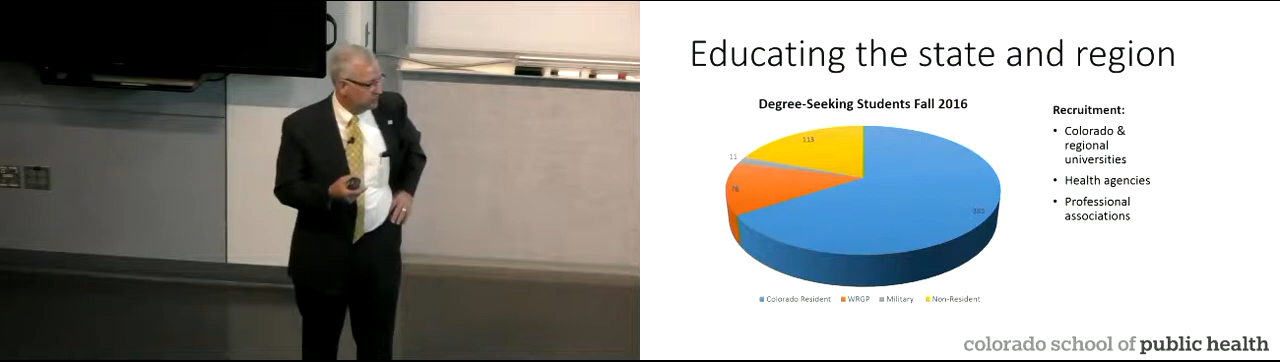 Educating the state and region
Degree-Seeking Students Fall 2016
113
11
Colorado Resident
WRGP
Military
Non-Resident
Recruitment:
• Colorado &
regional
universities
• Health agencies
• Professional
associations
colorado school of public health